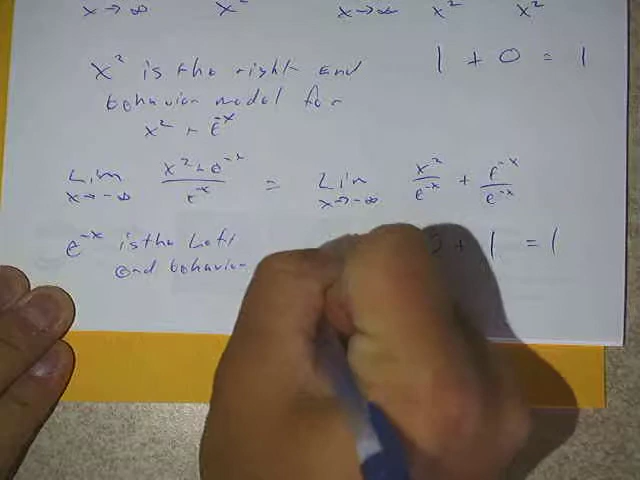 x → ∞ x² x → ∞ x² x²
x² is the right end 1 + 0 = 1
behavior model for
x² + e⁻ˣ
Lim x→-∞ (x² + e⁻ˣ)/e⁻ˣ = Lim x→-∞ x²/e⁻ˣ + e⁻ˣ/e⁻ˣ
e⁻ˣ is the Left 0 + 1 = 1
end behavior